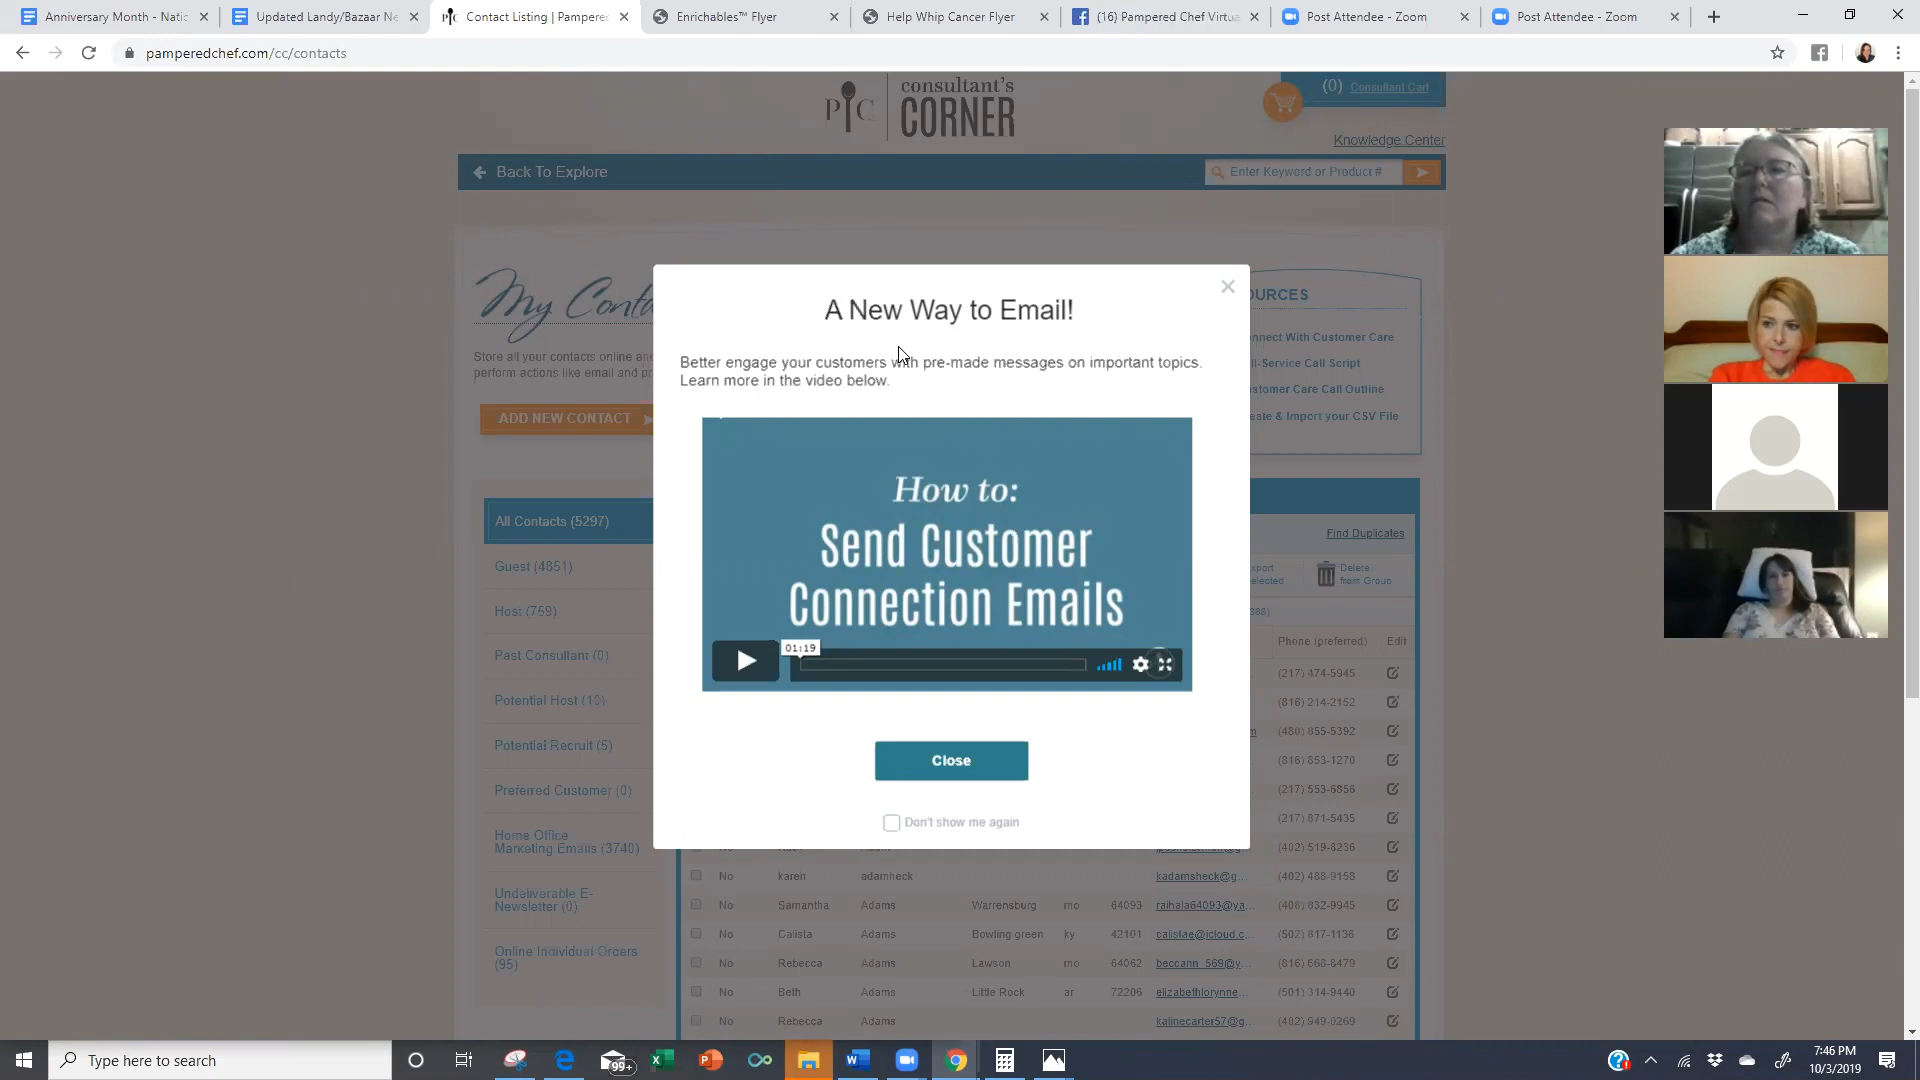 Anniversary Month - Natio
Updated Landy/Bazaar Ne
Contact Listing | Pampered
Enrichables™ Flyer
Help Whip Cancer Flyer
(16) Pampered Chef Virtua
Post Attendee - Zoom
Post Attendee - Zoom
pamperedchef.com/cc/contacts
PC
consultant's
CORNER
(0) Consultant Cart
Knowledge Center
Back To Explore
Enter Keyword or Product #
My Conta
Store all your contacts online an
perform actions like email and p
ADD NEW CONTACT
URCES
nnect With Customer Care
ll-Service Call Script
stomer Care Call Outline
ate & Import your CSV File
A New Way to Email!
Better engage your customers with pre-made messages on important topics.
Learn more in the video below.
How to:
Send Customer
Connection Emails
01:19
Close
Don't show me again
All Contacts (5297)
Guest (4851)
Host (759)
Past Consultant (0)
Potential Host (10)
Potential Recruit (5)
Preferred Customer (0)
Home Office
Marketing Emails (3740)
Undeliverable E-
Newsletter (0)
Online Individual Orders
(95)
Find Duplicates
xport
elected
Delete
from Group
388)
Phone (preferred) Edit
(217) 474-5945
(816) 214-2152
m (480) 855-5392
(816) 853-1270
(217) 553-6856
(217) 871-5435
(402) 519-8236
No karen adamheck kadamsheck@g... (402) 488-9158
No Samantha Adams Warrensburg mo 64093 raihala64093@ya... (408) 832-9945
No Calista Adams Bowling green ky 42101 calislae@icloud.c... (502) 817-1136
No Rebecca Adams Lawson mo 64062 beccann_569@y... (816) 668-8479
No Beth Adams Little Rock ar 72206 elizabethlorynne... (501) 314-9440
No Rebecca Adams kalinecarter57@g... (402) 949-0269
Type here to search
99+
7:46 PM
10/3/2019